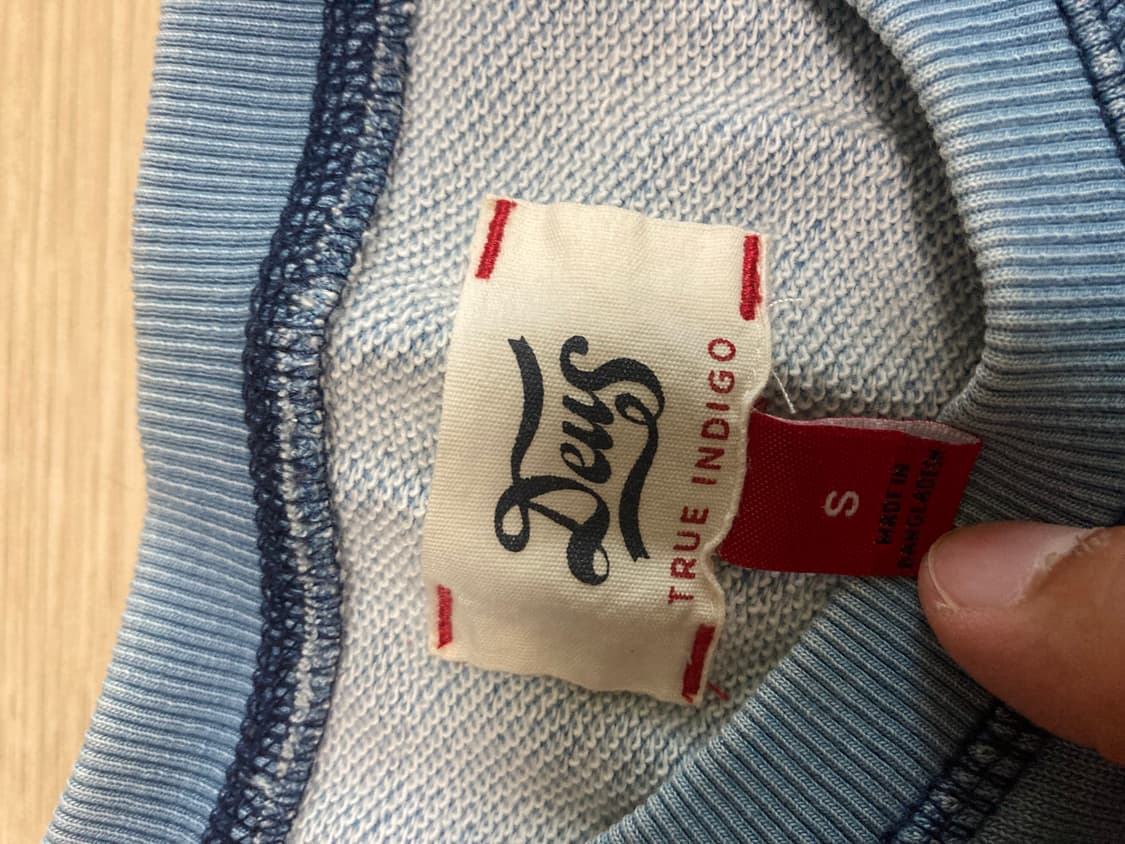 Deus
TRUE INDIGO
S
MADE IN
BANGLADESH